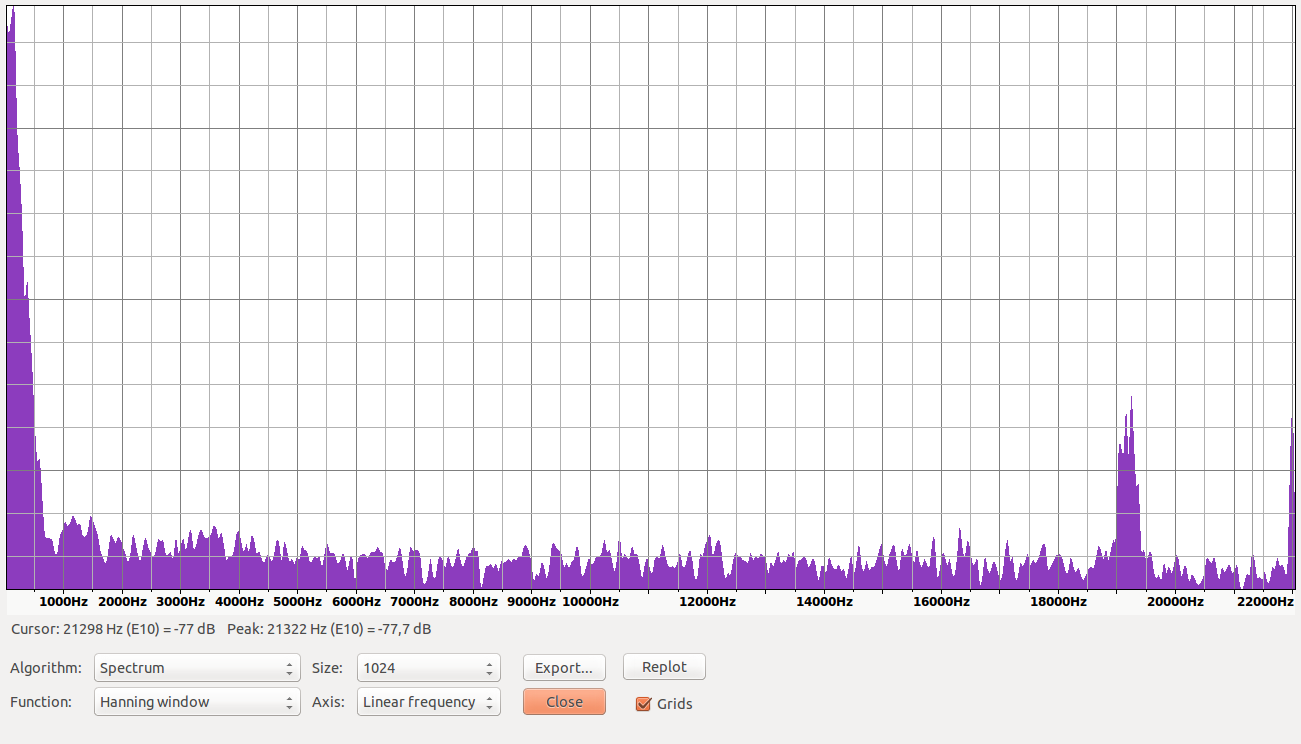 1000Hz 2000Hz 3000Hz 4000Hz 5000Hz 6000Hz 7000Hz 8000Hz 9000Hz 10000Hz 12000Hz 14000Hz 16000Hz 18000Hz 20000Hz 22000Hz
Cursor: 21298 Hz (E10) = -77 dB Peak: 21322 Hz (E10) = -77,7 dB
Algorithm: Spectrum Size: 1024 Export... Replot
Function: Hanning window Axis: Linear frequency Close Grids